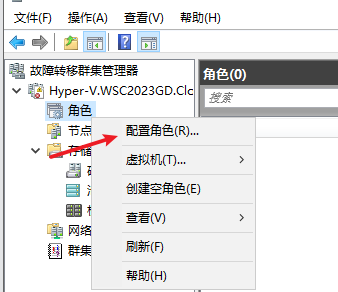 文件(F) 操作(A) 查看(V) 帮助(H)
故障转移群集管理器
Hyper-V.WSC2023GD.Clc
角色
节点
存储
网络
群集
角色(0)
搜索
配置角色(R)...
虚拟机(T)...
创建空角色(E)
查看(V)
刷新(F)
帮助(H)